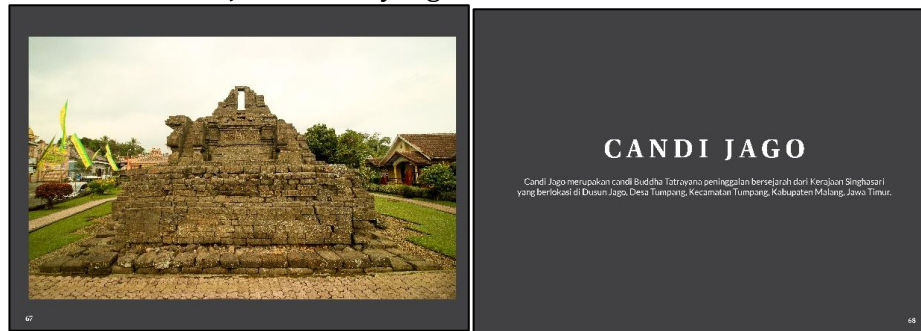 67
CANDI JAGO
Candi Jago merupakan candi Buddha Tatrayana peninggalan bersejarah dari Kerajaan Singhasari
yang berlokasi di Dusun Jago, Desa Tumpang, Kecamatan Tumpang, Kabupaten Malang, Jawa Timur.
68